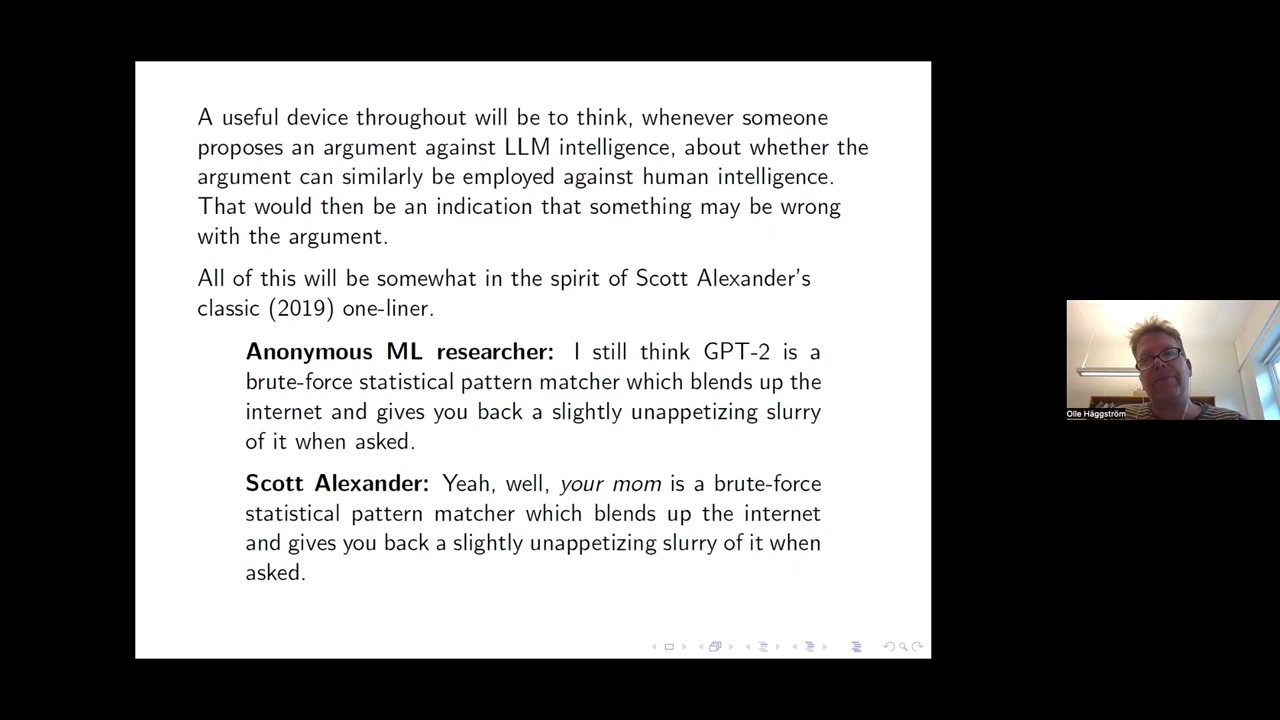 A useful device throughout will be to think, whenever someone
proposes an argument against LLM intelligence, about whether the
argument can similarly be employed against human intelligence.
That would then be an indication that something may be wrong
with the argument.
All of this will be somewhat in the spirit of Scott Alexander's
classic (2019) one-liner.
Anonymous ML researcher: I still think GPT-2 is a
brute-force statistical pattern matcher which blends up the
internet and gives you back a slightly unappetizing slurry
of it when asked.
Scott Alexander: Yeah, well, your mom is a brute-force
statistical pattern matcher which blends up the internet
and gives you back a slightly unappetizing slurry of it when
asked.
Olle Häggström